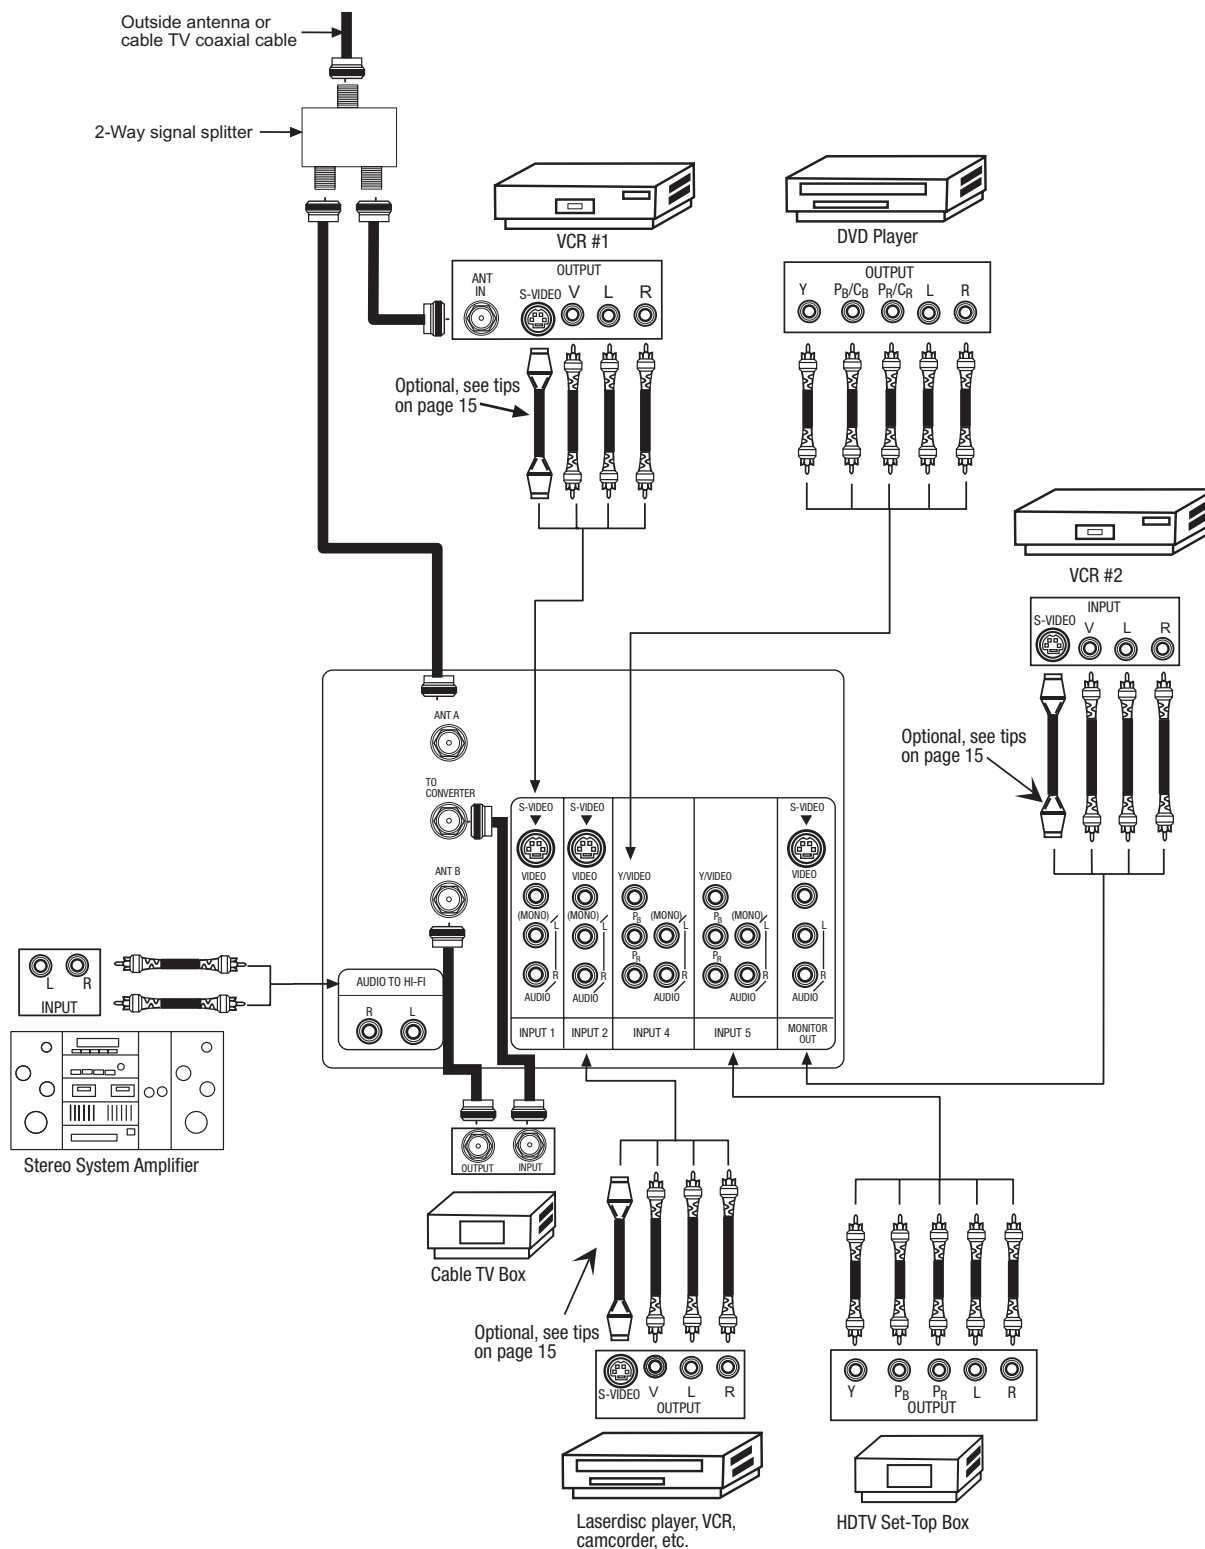 Outside antenna or
cable TV coaxial cable
2-Way signal splitter
VCR #1
DVD Player
ANT
IN
OUTPUT
S-VIDEO V L R
OUTPUT
Y PB/CB PR/CR L R
Optional, see tips
on page 15
VCR #2
INPUT
S-VIDEO V L R
Optional, see tips
on page 15
ANT A
TO
CONVERTER
ANT B
S-VIDEO
VIDEO
(MONO)
L
R
AUDIO
INPUT 1
S-VIDEO
VIDEO
(MONO)
L
R
AUDIO
INPUT 2
Y/VIDEO
PB
(MONO)
L
PR
R
AUDIO
INPUT 4
Y/VIDEO
PB
(MONO)
L
PR
R
AUDIO
INPUT 5
S-VIDEO
VIDEO
L
R
AUDIO
MONITOR
OUT
L R
INPUT
AUDIO TO HI-FI
R L
Stereo System Amplifier
OUTPUT INPUT
Cable TV Box
Optional, see tips
on page 15
S-VIDEO V L R
OUTPUT
Laserdisc player, VCR,
camcorder, etc.
Y PB PR L R
OUTPUT
HDTV Set-Top Box